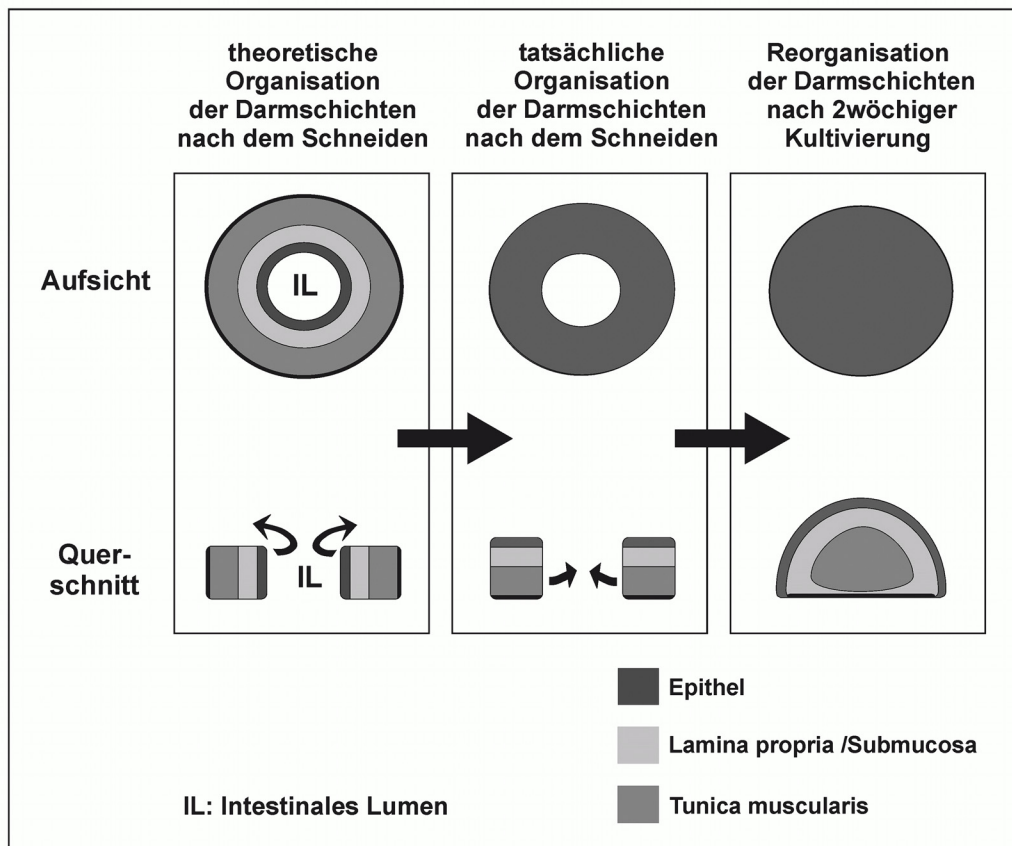 theoretische
Organisation
der Darmschichten
nach dem Schneiden
tatsächliche
Organisation
der Darmschichten
nach dem Schneiden
Reorganisation
der Darmschichten
nach 2wöchiger
Kultivierung
Aufsicht
IL
Quer-
schnitt
IL
Epithel
Lamina propria /Submucosa
Tunica muscularis
IL: Intestinales Lumen